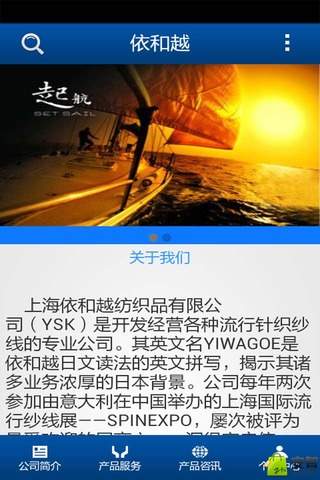 依和越
起航
SET SAIL
关于我们
上海依和越纺织品有限公
司（YSK）是开发经营各种流行针织纱
线的专业公司。其英文名YIWAGOE是
依和越日文读法的英文拼写，揭示其诸
多业务浓厚的日本背景。公司每年两次
参加由意大利在中国举办的上海国际流
行纱线展——SPINEXPO，屡次被评为
公司简介 产品服务 产品咨讯